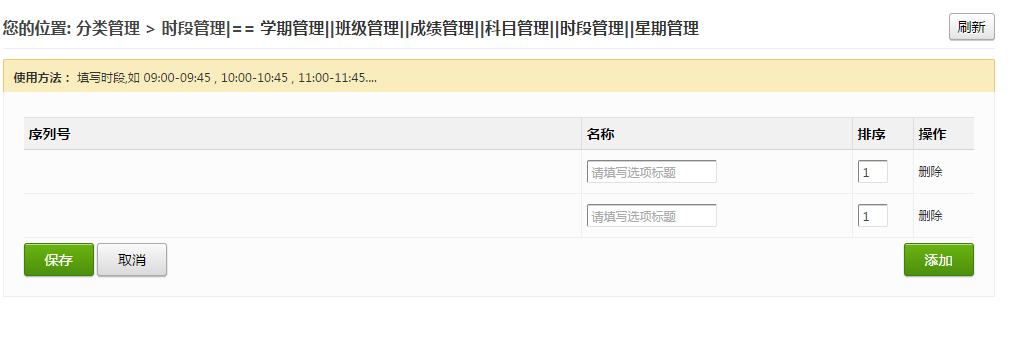 您的位置: 分类管理 > 时段管理|== 学期管理||班级管理||成绩管理||科目管理||时段管理||星期管理 刷新
使用方法： 填写时段,如 09:00-09:45 , 10:00-10:45 , 11:00-11:45....
序列号 名称 排序 操作
请填写选项标题 1 删除
请填写选项标题 1 删除
保存 取消 添加